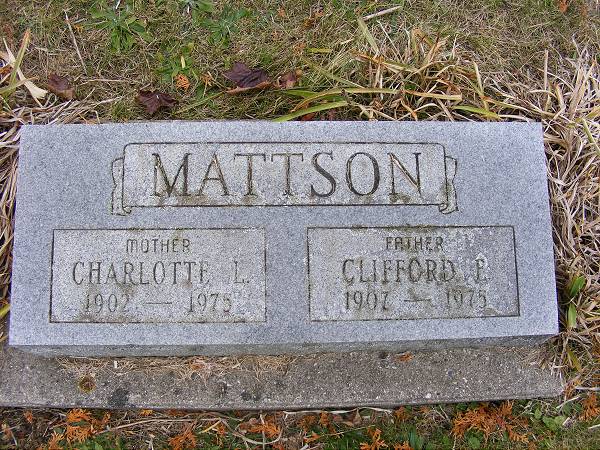 MATTSON
MOTHER
CHARLOTTE L.
1902 — 1975
FATHER
CLIFFORD E.
1907 — 1975